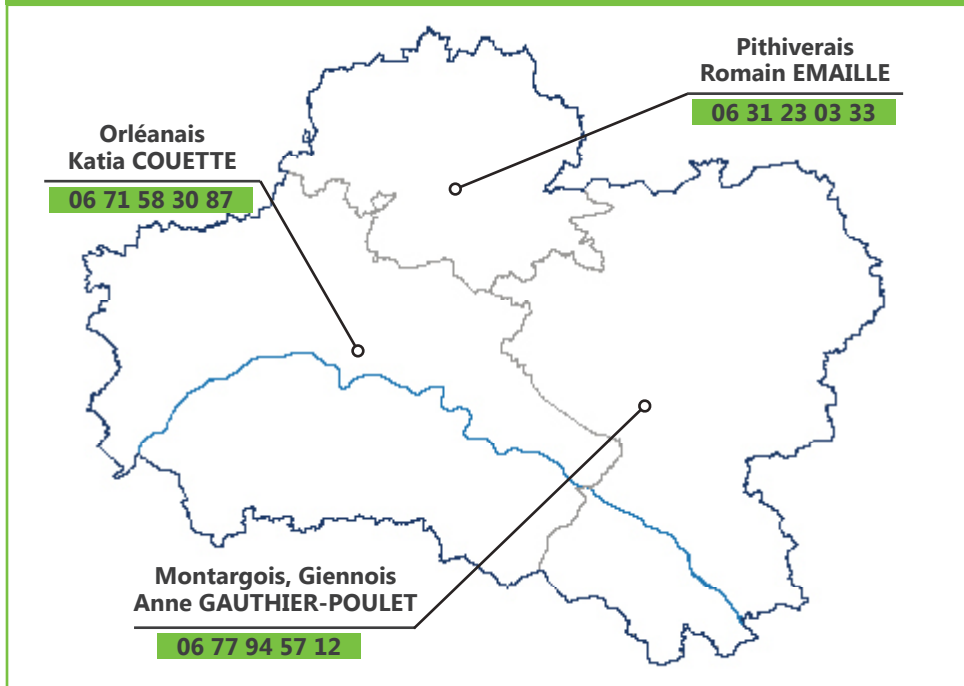 Pithiverais
Romain EMAILLE
06 31 23 03 33
Orléanais
Katia COUETTE
06 71 58 30 87
Montargois, Giennois
Anne GAUTHIER-POULET
06 77 94 57 12